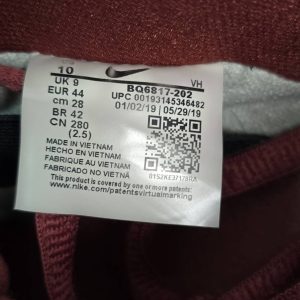 10
UK 9
EUR 44
cm 28
BR 42
CN 280
(2.5)
VH
BQ6817-202
UPC 00193145346482
01/02/19 | 05/29/19
MADE IN VIETNAM
HECHO EN VIETNAM
FABRIQUE AU VIETNAM
FABRICADO NO VIETNÃ
This product is covered by one or more patents:
www.nike.com/patentsvirtualmarking